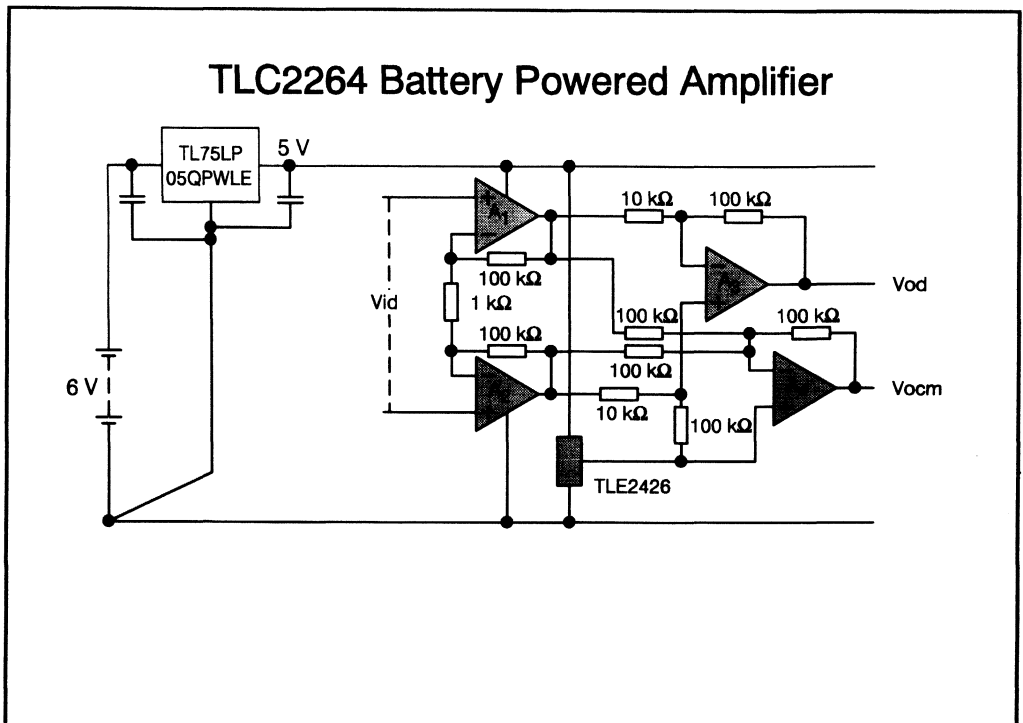 TLC2264 Battery Powered Amplifier
TL75LP
05QPWLE
5 V
6 V
Vid
+
A1
−
100 kΩ
1 kΩ
100 kΩ
10 kΩ
100 kΩ
−
+
Vod
100 kΩ
100 kΩ
100 kΩ
Vocm
10 kΩ
100 kΩ
TLE2426